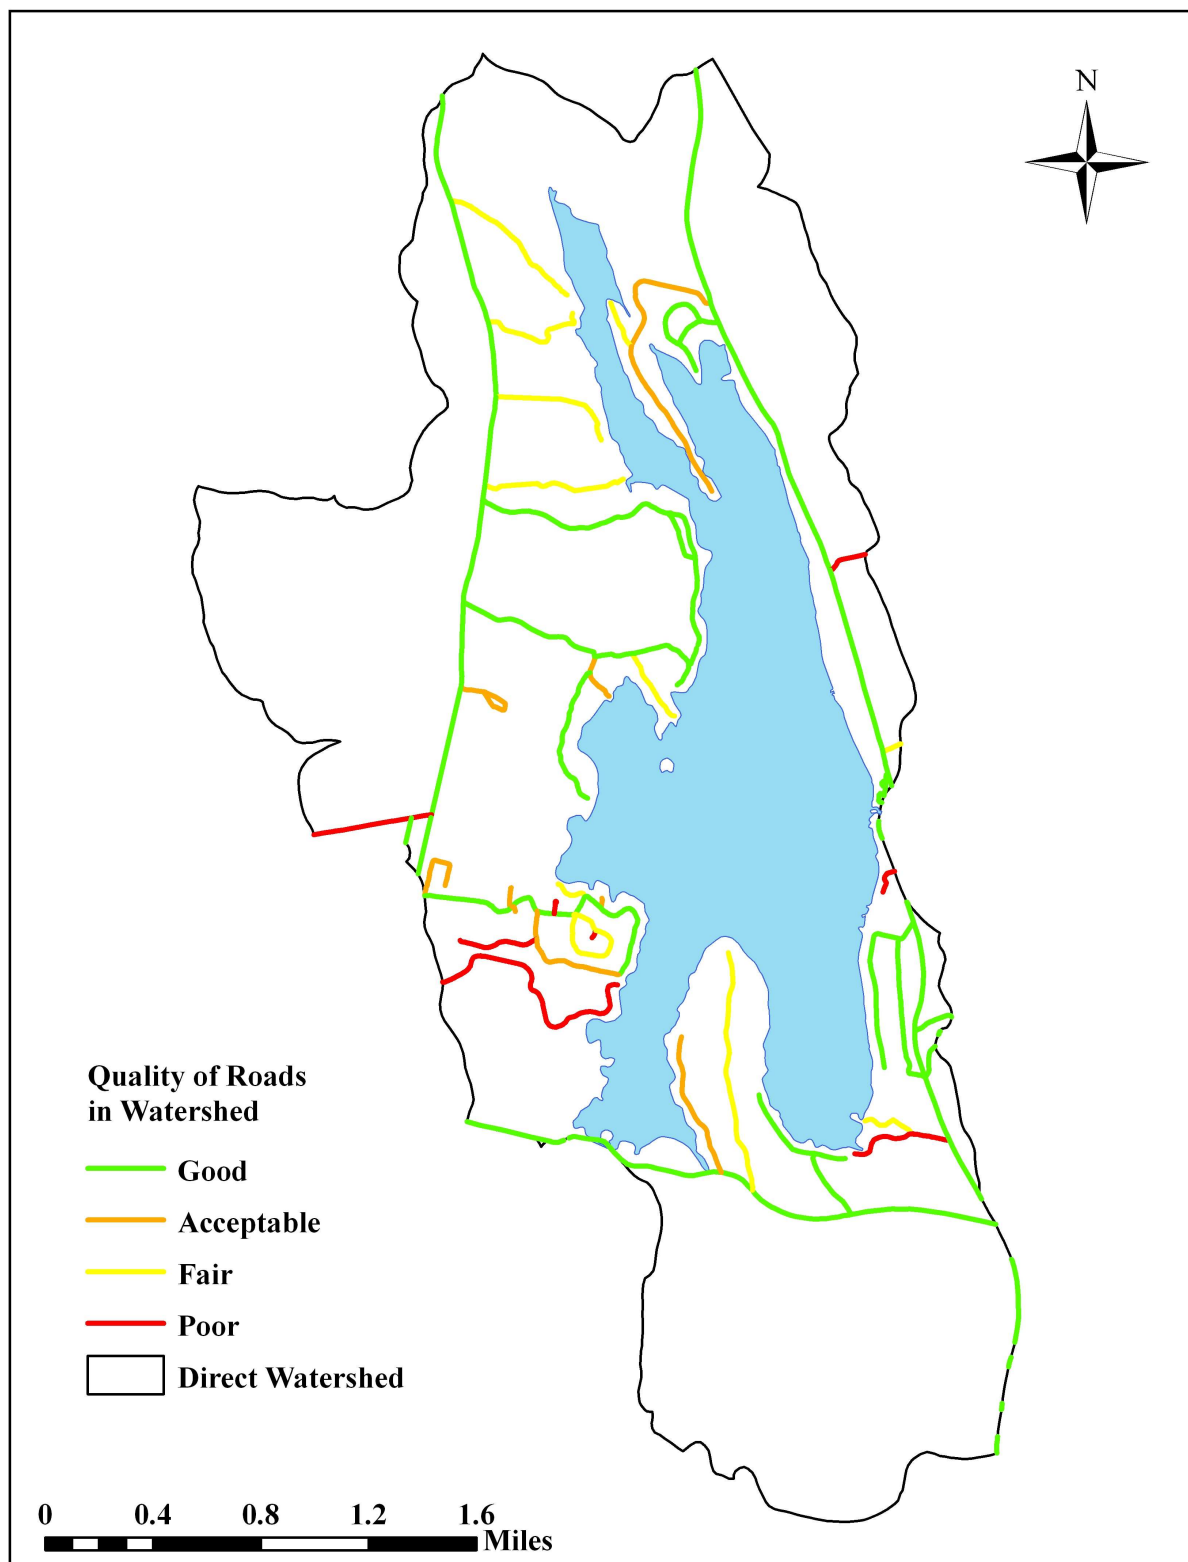 N
Quality of Roads
in Watershed
Good
Acceptable
Fair
Poor
Direct Watershed
0 0.4 0.8 1.2 1.6
Miles